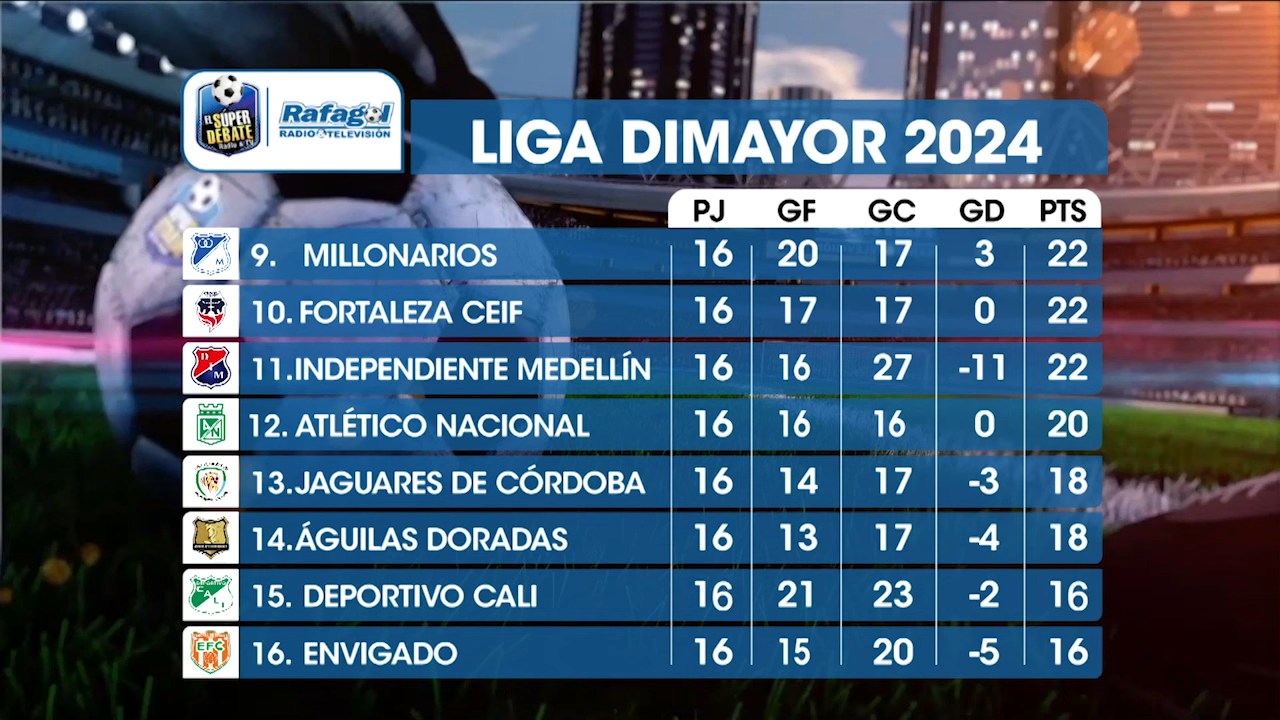 EL SÚPER DEBATE Radio & TV
Rafagol
RADIO & TELEVISIÓN
LIGA DIMAYOR 2024
PJ GF GC GD PTS
9. MILLONARIOS 16 20 17 3 22
10. FORTALEZA CEIF 16 17 17 0 22
11. INDEPENDIENTE MEDELLÍN 16 16 27 -11 22
12. ATLÉTICO NACIONAL 16 16 16 0 20
13. JAGUARES DE CÓRDOBA 16 14 17 -3 18
14. ÁGUILAS DORADAS 16 13 17 -4 18
15. DEPORTIVO CALI 16 21 23 -2 16
16. ENVIGADO 16 15 20 -5 16